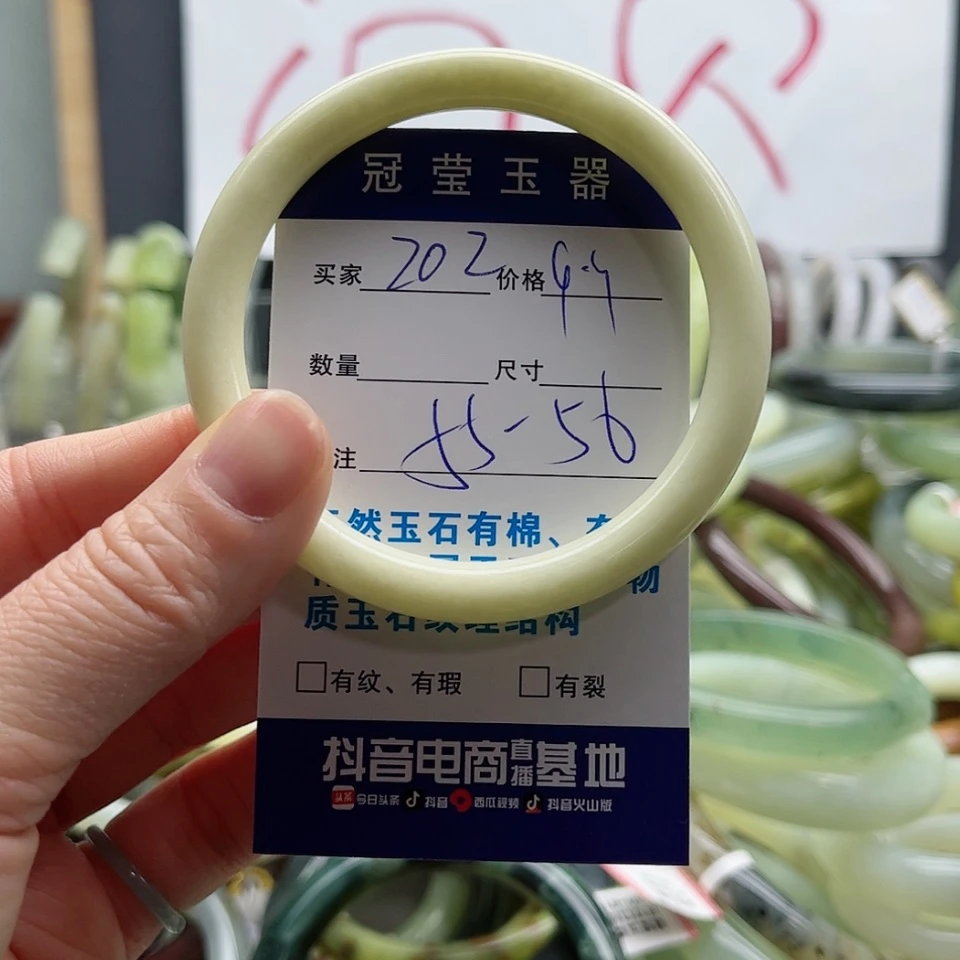 冠莹玉器
买家 202 价格 99
数量 尺寸
注 55-56
然玉石有棉、
物
质玉石纹理结构
有纹、有瑕 有裂
抖音电商直播基地
今日头条 抖音 西瓜视频 抖音火山版